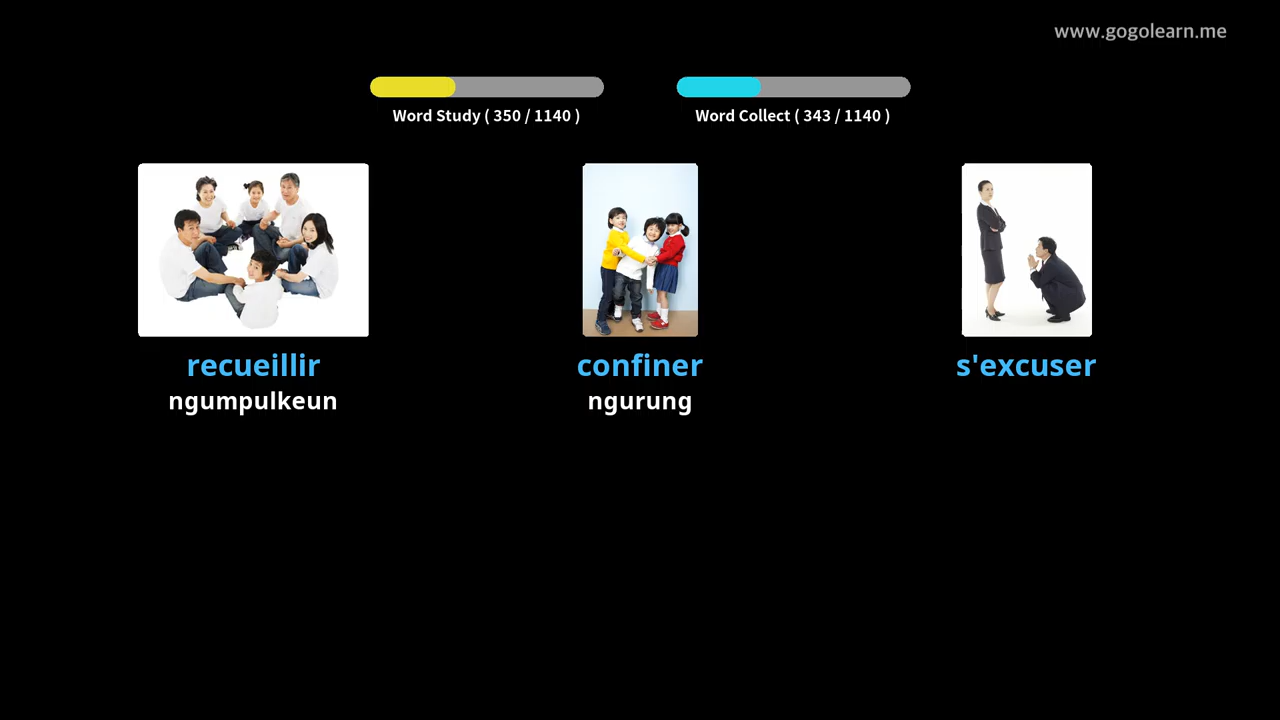 www.gogolearn.me
Word Study ( 350 / 1140 )
Word Collect ( 343 / 1140 )
recueillir
ngumpulkeun
confiner
ngurung
s'excuser